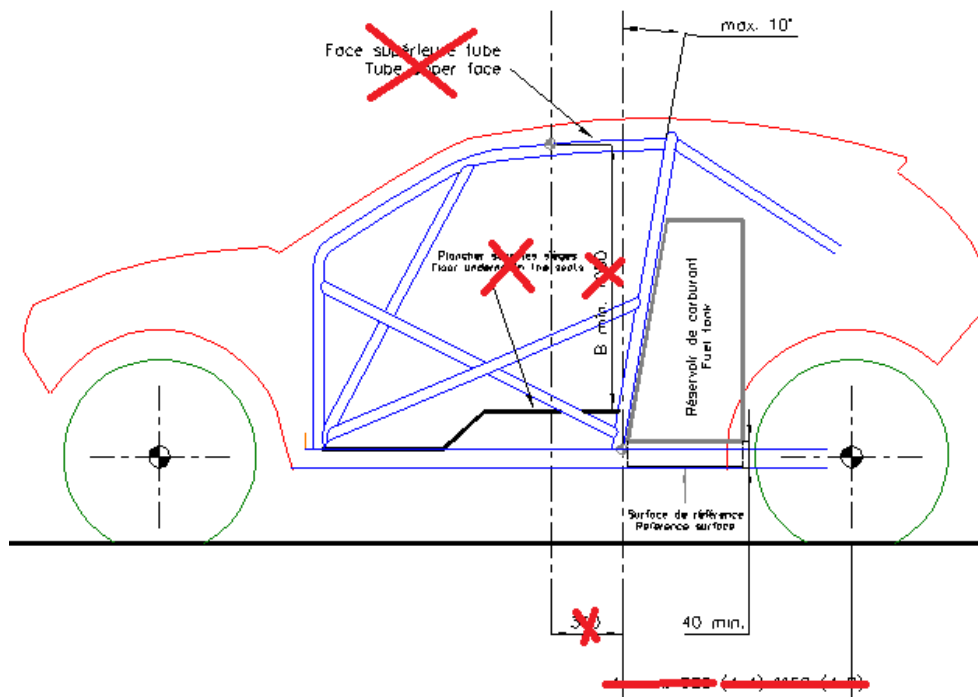 max. 10°
Face supérieure tube
Tube upper face
Plancher sous les sièges
Floor underneath the seats
B min.
Réservoir de carburant
Fuel tank
Surface de référence
Reference surface
40 min.